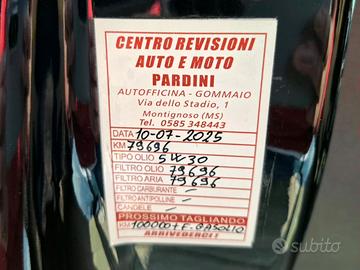 CENTRO REVISIONI
AUTO E MOTO
PARDINI
AUTOFFICINA - GOMMAIO
Via dello Stadio, 1
Montignoso (MS)
Tel. 0585 348443
DATA 10-07-2025
KM 79696
TIPO OLIO 5W30
FILTRO OLIO 79696
FILTRO ARIA 79696
FILTRO CARBURANTE —
FILTRO ANTIPOLLINE —
CANDELE —
PROSSIMO TAGLIANDO
KM 100000 + F. GASOLIO
ARRIVEDERCI!
subito